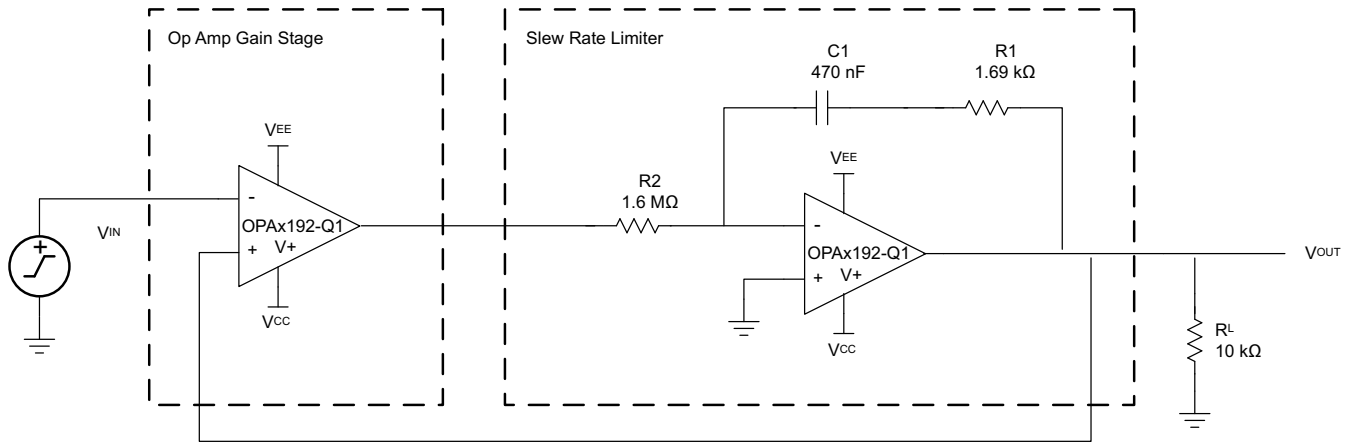 Op Amp Gain Stage
Slew Rate Limiter
C1
470 nF
R1
1.69 kΩ
VEE
VEE
R2
1.6 MΩ
VIN
+
-
OPAx192-Q1
+
V+
VCC
-
OPAx192-Q1
+
V+
VCC
VOUT
RL
10 kΩ